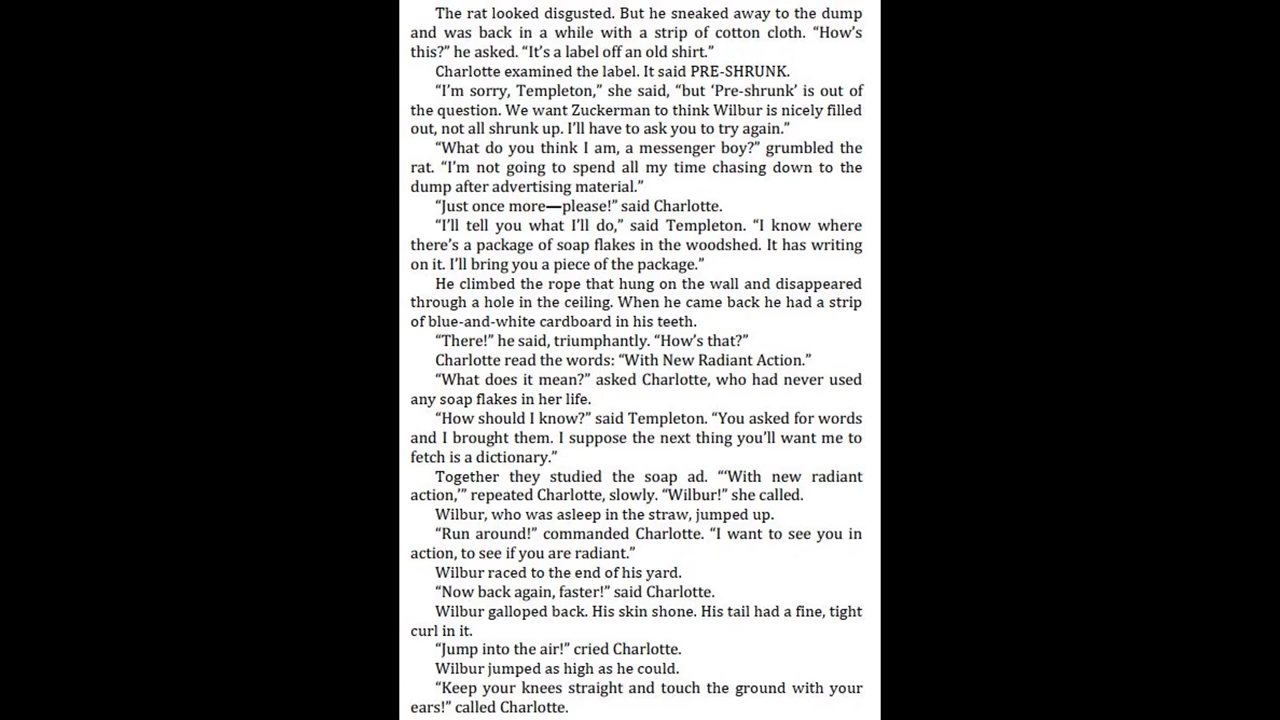 The rat looked disgusted. But he sneaked away to the dump
and was back in a while with a strip of cotton cloth. “How’s
this?” he asked. “It’s a label off an old shirt.”
Charlotte examined the label. It said PRE-SHRUNK.
“I’m sorry, Templeton,” she said, “but ‘Pre-shrunk’ is out of
the question. We want Zuckerman to think Wilbur is nicely filled
out, not all shrunk up. I’ll have to ask you to try again.”
“What do you think I am, a messenger boy?” grumbled the
rat. “I’m not going to spend all my time chasing down to the
dump after advertising material.”
“Just once more—please!” said Charlotte.
“I’ll tell you what I’ll do,” said Templeton. “I know where
there’s a package of soap flakes in the woodshed. It has writing
on it. I’ll bring you a piece of the package.”
He climbed the rope that hung on the wall and disappeared
through a hole in the ceiling. When he came back he had a strip
of blue-and-white cardboard in his teeth.
“There!” he said, triumphantly. “How’s that?”
Charlotte read the words: “With New Radiant Action.”
“What does it mean?” asked Charlotte, who had never used
any soap flakes in her life.
“How should I know?” said Templeton. “You asked for words
and I brought them. I suppose the next thing you’ll want me to
fetch is a dictionary.”
Together they studied the soap ad. “‘With new radiant
action,’” repeated Charlotte, slowly. “Wilbur!” she called.
Wilbur, who was asleep in the straw, jumped up.
“Run around!” commanded Charlotte. “I want to see you in
action, to see if you are radiant.”
Wilbur raced to the end of his yard.
“Now back again, faster!” said Charlotte.
Wilbur galloped back. His skin shone. His tail had a fine, tight
curl in it.
“Jump into the air!” cried Charlotte.
Wilbur jumped as high as he could.
“Keep your knees straight and touch the ground with your
ears!” called Charlotte.